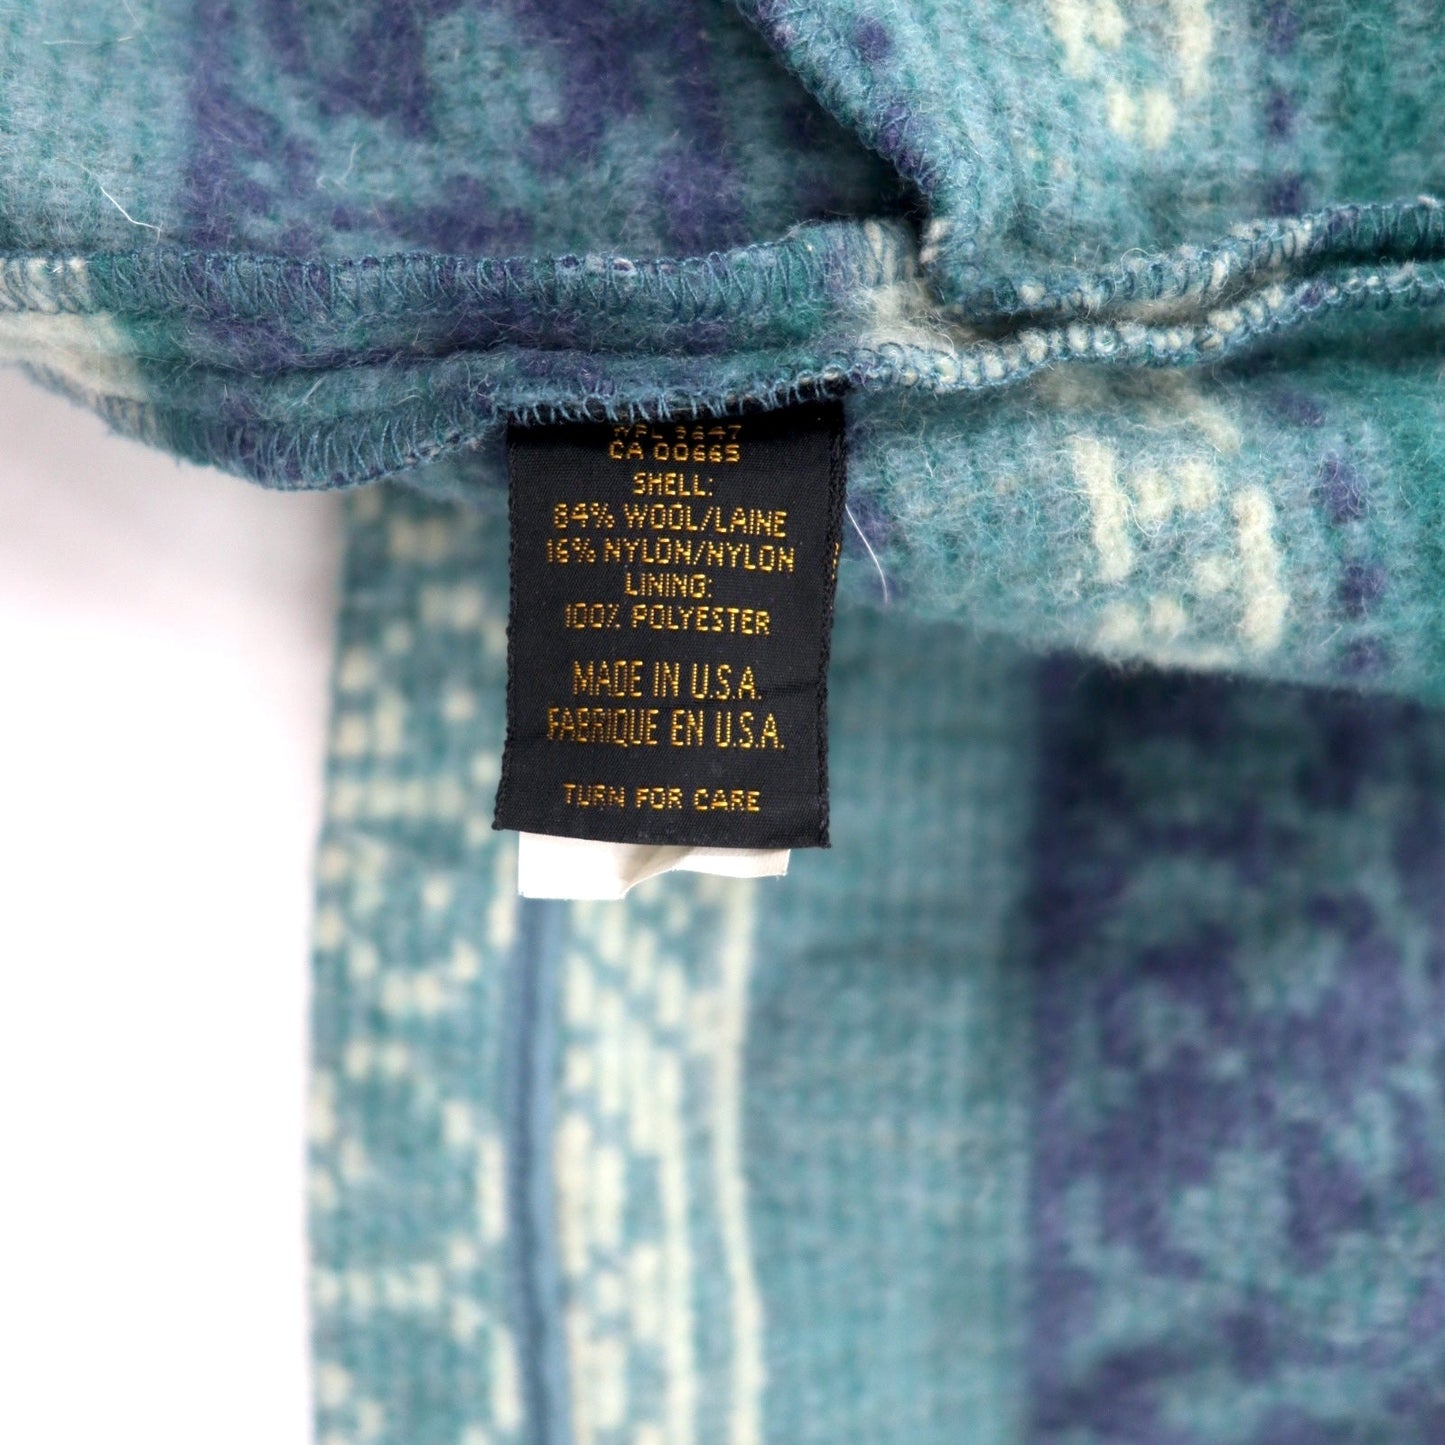 CA 00665
SHELL:
84% WOOL/LAINE
16% NYLON/NYLON
LINING:
100% POLYESTER
MADE IN U.S.A.
FABRIQUE EN U.S.A.
TURN FOR CARE